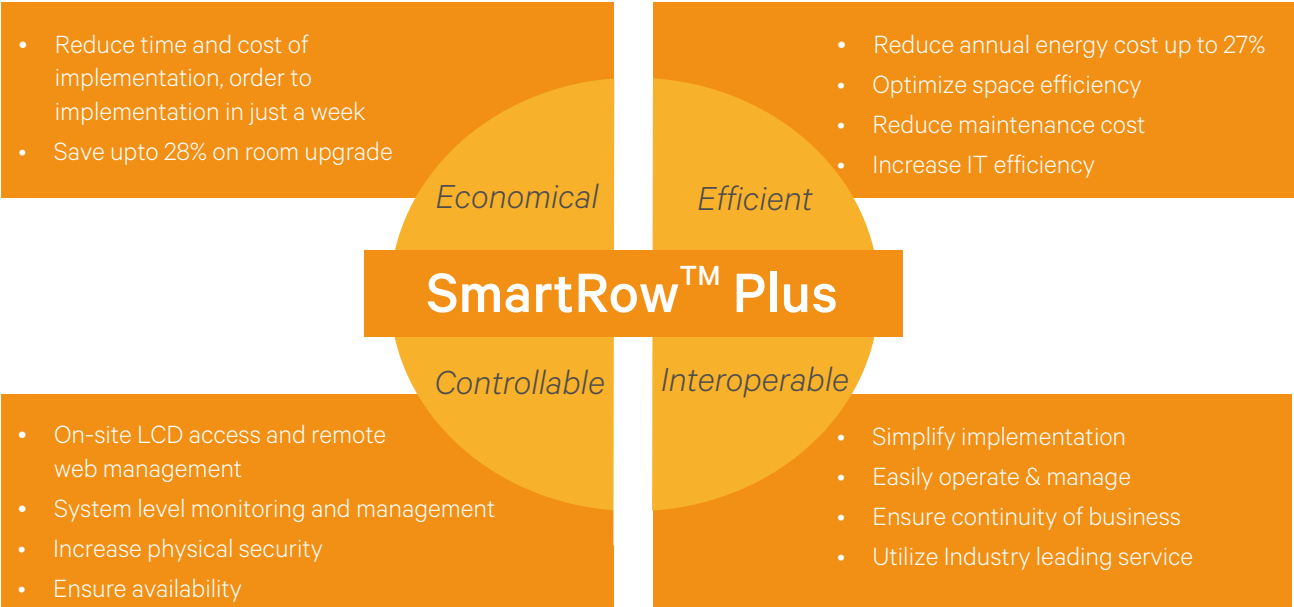 • Reduce time and cost of
implementation, order to
implementation in just a week
• Save upto 28% on room upgrade
Economical
• Reduce annual energy cost up to 27%
• Optimize space efficiency
• Reduce maintenance cost
• Increase IT efficiency
Efficient
SmartRow™ Plus
Controllable
• On-site LCD access and remote
web management
• System level monitoring and management
• Increase physical security
• Ensure availability
Interoperable
• Simplify implementation
• Easily operate & manage
• Ensure continuity of business
• Utilize Industry leading service